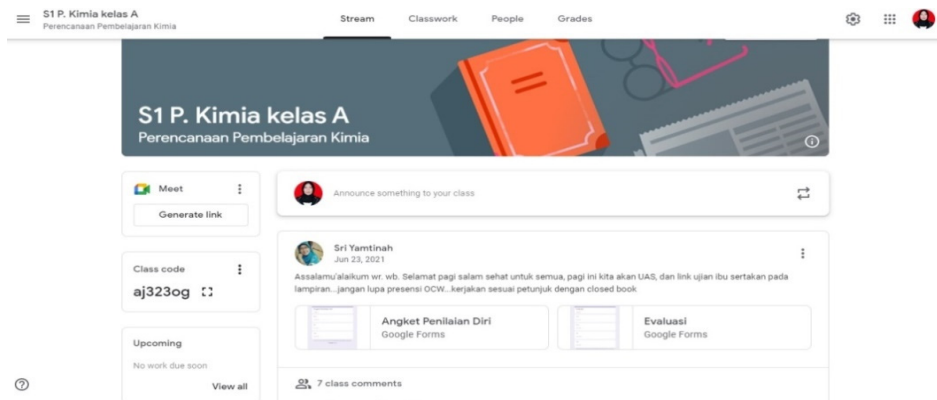 S1 P. Kimia kelas A
Perencanaan Pembelajaran Kimia
Stream
Classwork
People
Grades
S1 P. Kimia kelas A
Perencanaan Pembelajaran Kimia
Meet
Generate link
Class code
aj323og
Upcoming
No work due soon
View all
Announce something to your class
Sri Yamtinah
Jun 23, 2021
Assalamu'alaikum wr. wb. Selamat pagi salam sehat untuk semua, pagi ini kita akan UAS, dan link ujian ibu sertakan pada
lampiran...jangan lupa presensi OCW...kerjakan sesuai petunjuk dengan closed book
Angket Penilaian Diri
Google Forms
Evaluasi
Google Forms
7 class comments